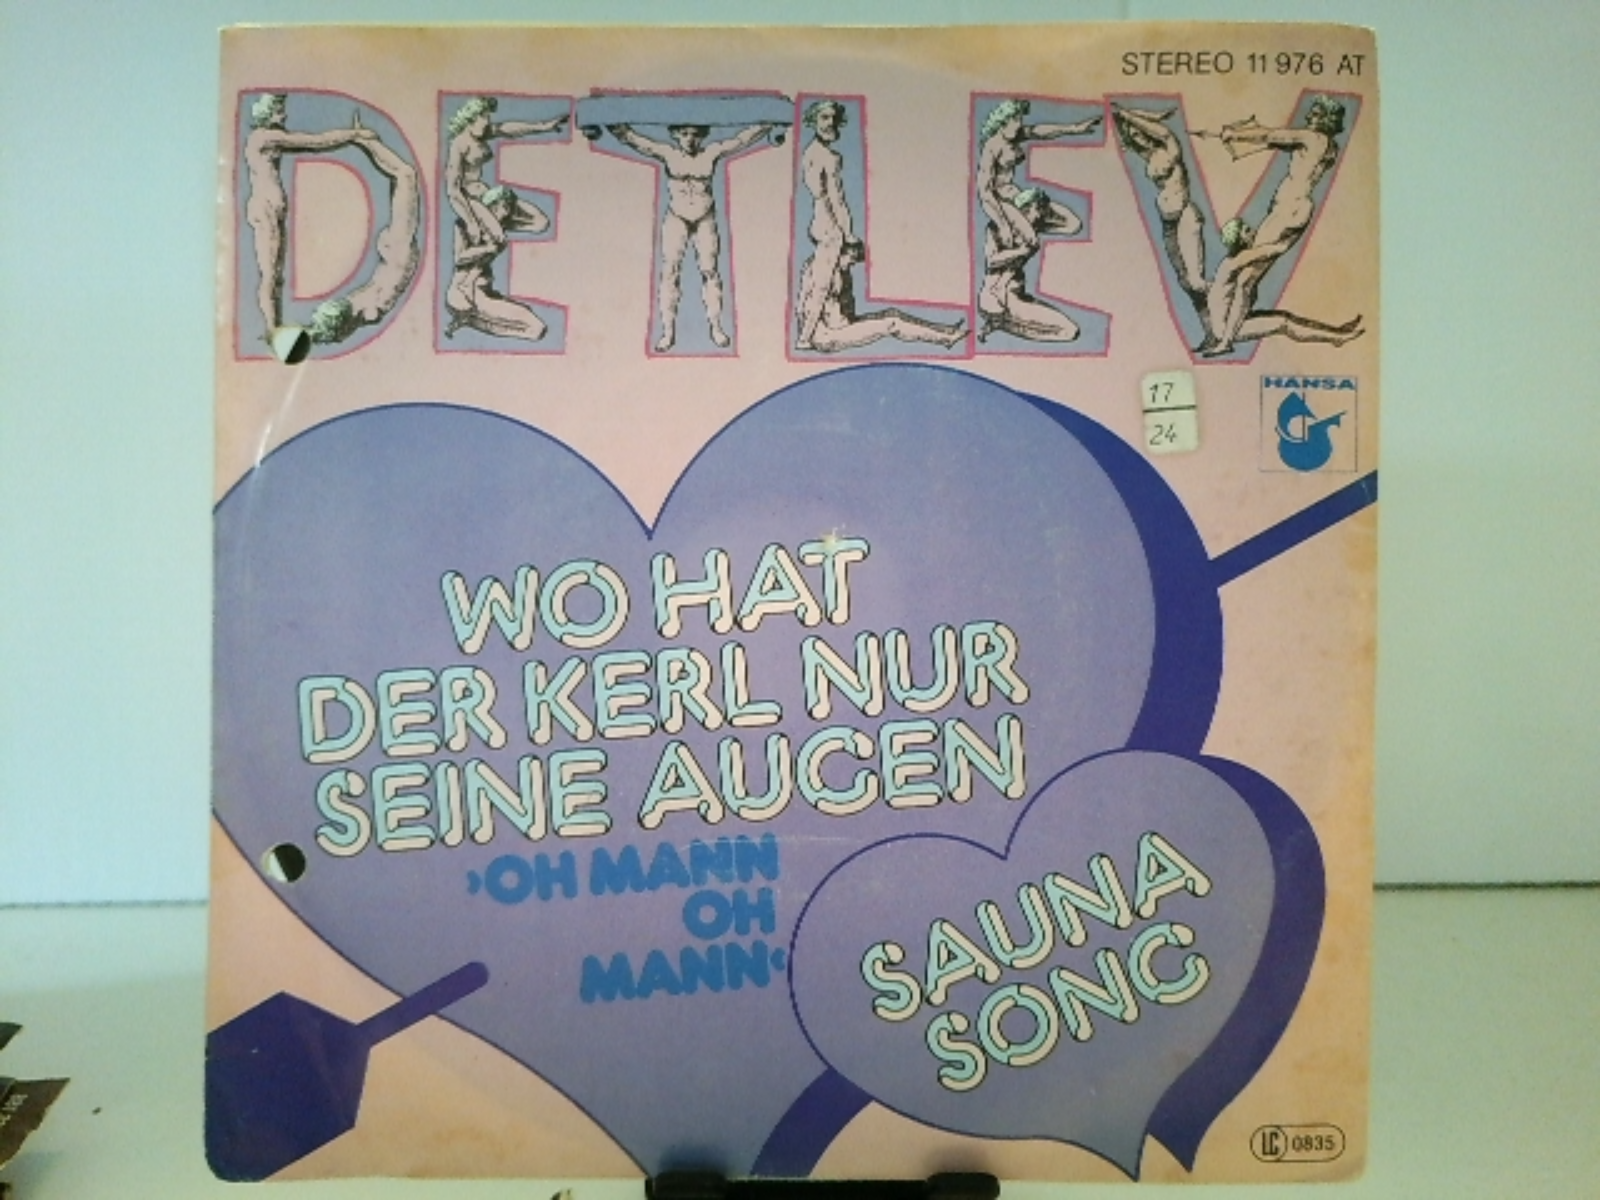 STEREO 11 976 AT
DETLEV
17
24
HANSA
WO HAT
DER KERL NUR
SEINE AUGEN
›OH MANN
OH
MANN‹
SAUNA
SONG
LC 0835